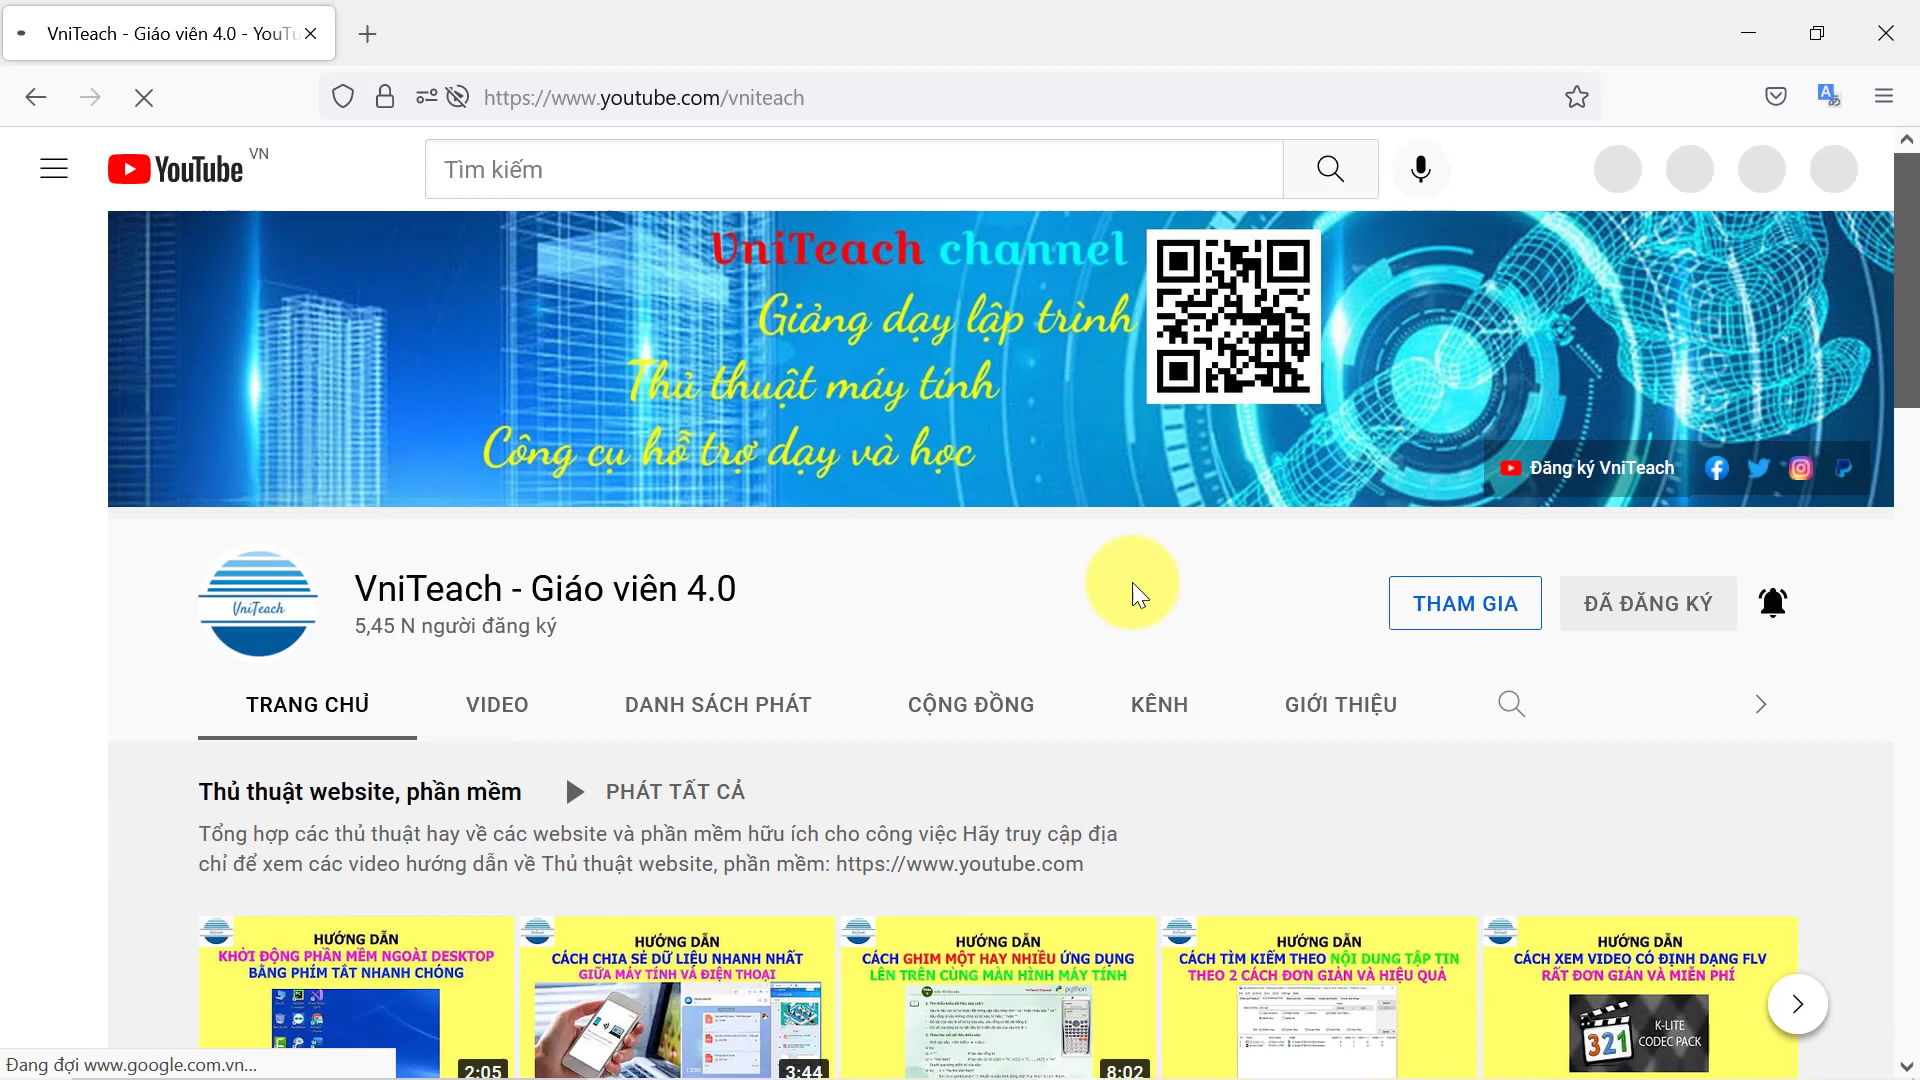 VniTeach - Giáo viên 4.0 - YouTu
https://www.youtube.com/vniteach
YouTube VN
Tìm kiếm
VniTeach channel
Giảng dạy lập trình
Thủ thuật máy tính
Công cụ hỗ trợ dạy và học
Đăng ký VniTeach
VniTeach
VniTeach - Giáo viên 4.0
5,45 N người đăng ký
THAM GIA
ĐÃ ĐĂNG KÝ
TRANG CHỦ VIDEO DANH SÁCH PHÁT CỘNG ĐỒNG KÊNH GIỚI THIỆU
Thủ thuật website, phần mềm
PHÁT TẤT CẢ
Tổng hợp các thủ thuật hay về các website và phần mềm hữu ích cho công việc Hãy truy cập địa
chỉ để xem các video hướng dẫn về Thủ thuật website, phần mềm: https://www.youtube.com
HƯỚNG DẪN
KHỞI ĐỘNG PHẦN MỀM NGOÀI DESKTOP
BẰNG PHÍM TẮT NHANH CHÓNG
2:05
HƯỚNG DẪN
CÁCH CHIA SẺ DỮ LIỆU NHANH NHẤT
GIỮA MÁY TÍNH VÀ ĐIỆN THOẠI
3:44
HƯỚNG DẪN
CÁCH GHIM MỘT HAY NHIỀU ỨNG DỤNG
LÊN TRÊN CÙNG MÀN HÌNH MÁY TÍNH
python
8:02
HƯỚNG DẪN
CÁCH TÌM KIẾM THEO NỘI DUNG TẬP TIN
THEO 2 CÁCH ĐƠN GIẢN VÀ HIỆU QUẢ
HƯỚNG DẪN
CÁCH XEM VIDEO CÓ ĐỊNH DẠNG FLV
RẤT ĐƠN GIẢN VÀ MIỄN PHÍ
321
K-LITE
CODEC PACK
Đang đợi www.google.com.vn...